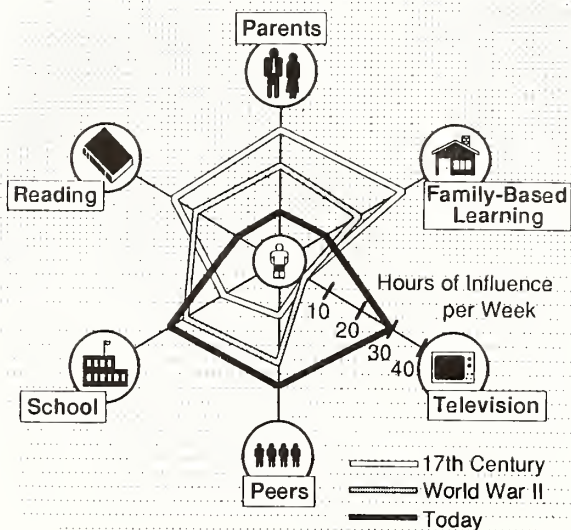 Parents
Reading
Family-Based
Learning
Hours of Influence
per Week
10
20
30
40
School
Television
Peers
17th Century
World War II
Today